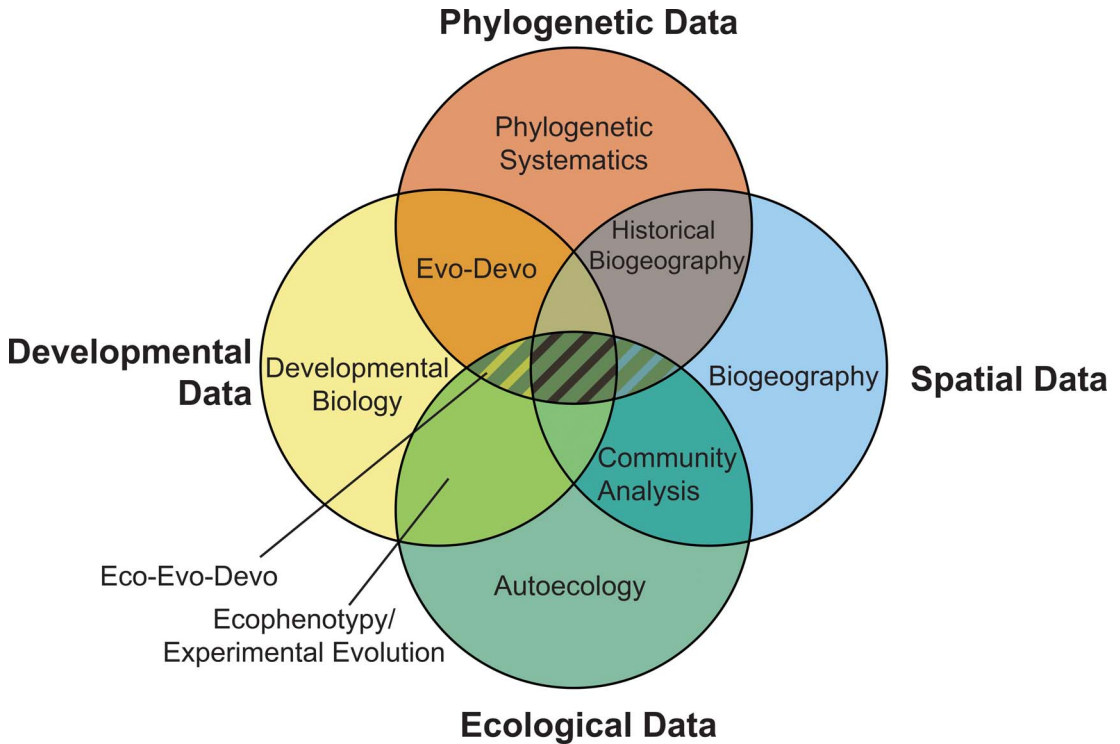 Phylogenetic Data
Phylogenetic
Systematics
Historical
Biogeography
Evo-Devo
Developmental
Data
Developmental
Biology
Biogeography
Spatial Data
Community
Analysis
Eco-Evo-Devo
Autoecology
Ecophenotypy/
Experimental Evolution
Ecological Data